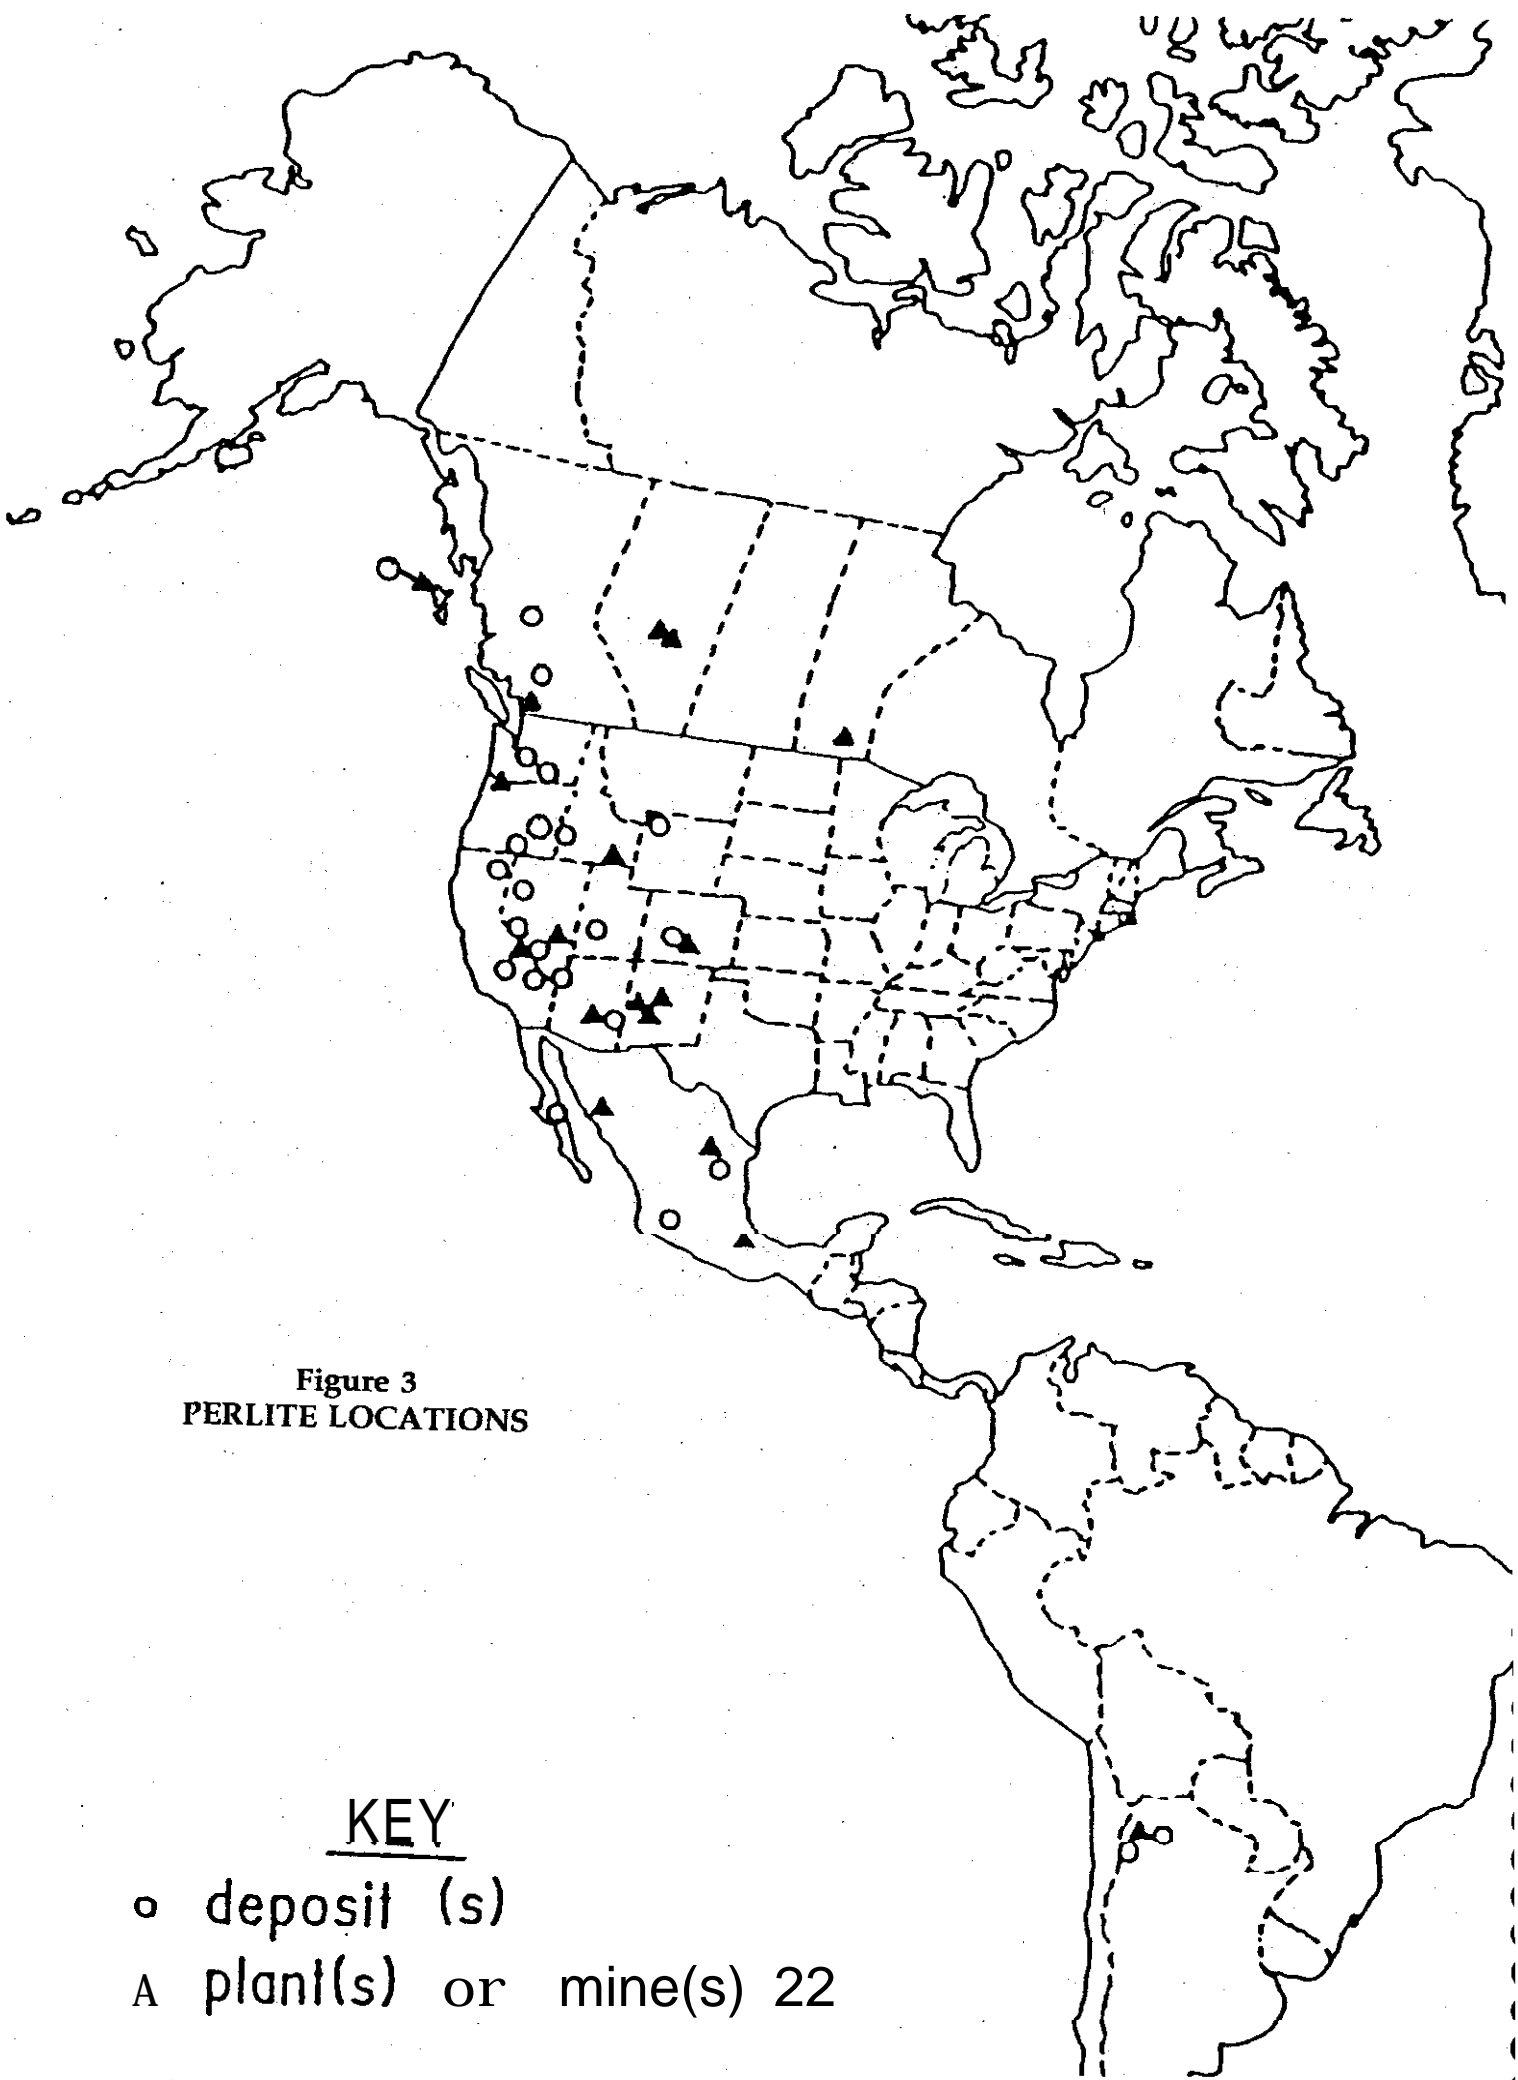 Figure 3
PERLITE LOCATIONS
KEY
o deposit (s)
A plant(s) or mine(s) 22